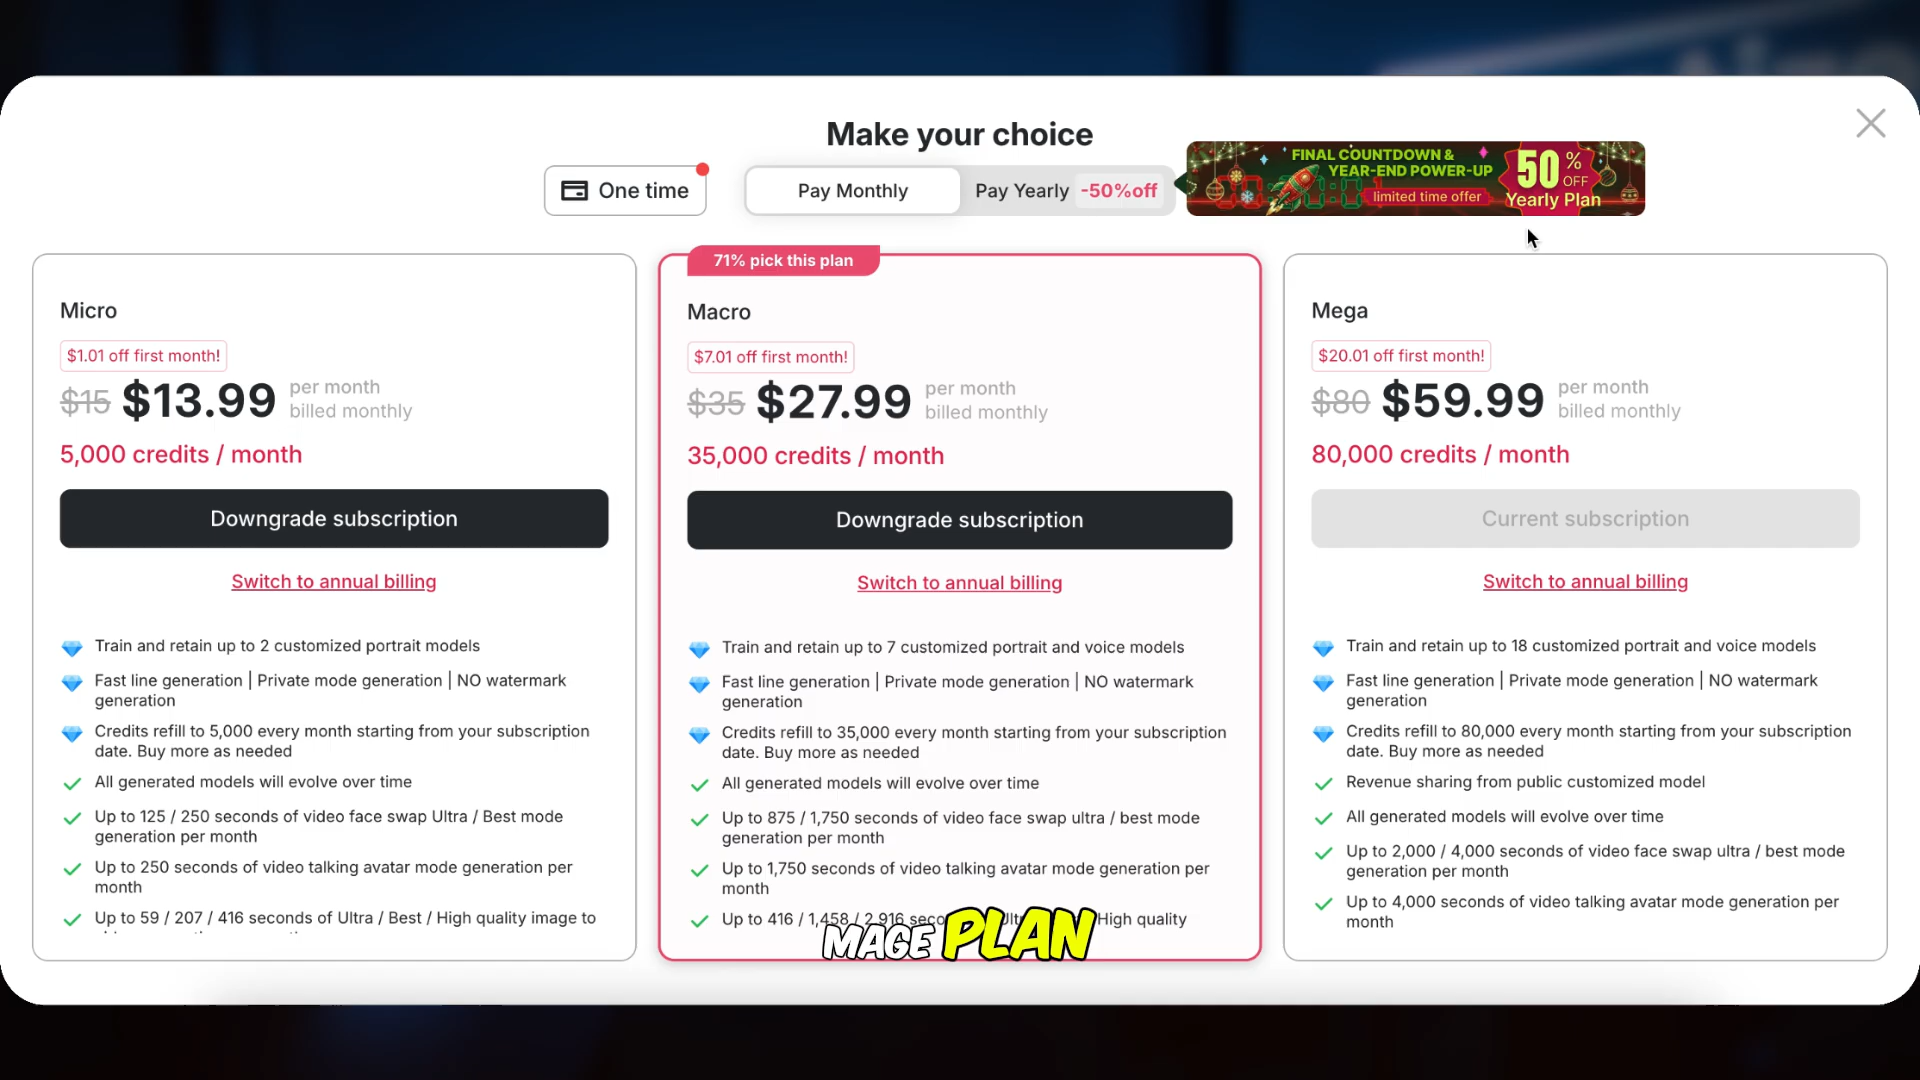 Make your choice
One time
Pay Monthly
Pay Yearly -50%off
FINAL COUNTDOWN &
YEAR-END POWER-UP
limited time offer
50% OFF
Yearly Plan
Micro
$1.01 off first month!
$15 $13.99 per month
billed monthly
5,000 credits / month
Downgrade subscription
Switch to annual billing
Train and retain up to 2 customized portrait models
Fast line generation | Private mode generation | NO watermark
generation
Credits refill to 5,000 every month starting from your subscription
date. Buy more as needed
All generated models will evolve over time
Up to 125 / 250 seconds of video face swap Ultra / Best mode
generation per month
Up to 250 seconds of video talking avatar mode generation per
month
Up to 59 / 207 / 416 seconds of Ultra / Best / High quality image to
71% pick this plan
Macro
$7.01 off first month!
$35 $27.99 per month
billed monthly
35,000 credits / month
Downgrade subscription
Switch to annual billing
Train and retain up to 7 customized portrait and voice models
Fast line generation | Private mode generation | NO watermark
generation
Credits refill to 35,000 every month starting from your subscription
date. Buy more as needed
All generated models will evolve over time
Up to 875 / 1,750 seconds of video face swap ultra / best mode
generation per month
Up to 1,750 seconds of video talking avatar mode generation per
month
Up to 416 / 1,458 / 2,916 High quality
MAGE PLAN
Mega
$20.01 off first month!
$80 $59.99 per month
billed monthly
80,000 credits / month
Current subscription
Switch to annual billing
Train and retain up to 18 customized portrait and voice models
Fast line generation | Private mode generation | NO watermark
generation
Credits refill to 80,000 every month starting from your subscription
date. Buy more as needed
Revenue sharing from public customized model
All generated models will evolve over time
Up to 2,000 / 4,000 seconds of video face swap ultra / best mode
generation per month
Up to 4,000 seconds of video talking avatar mode generation per
month